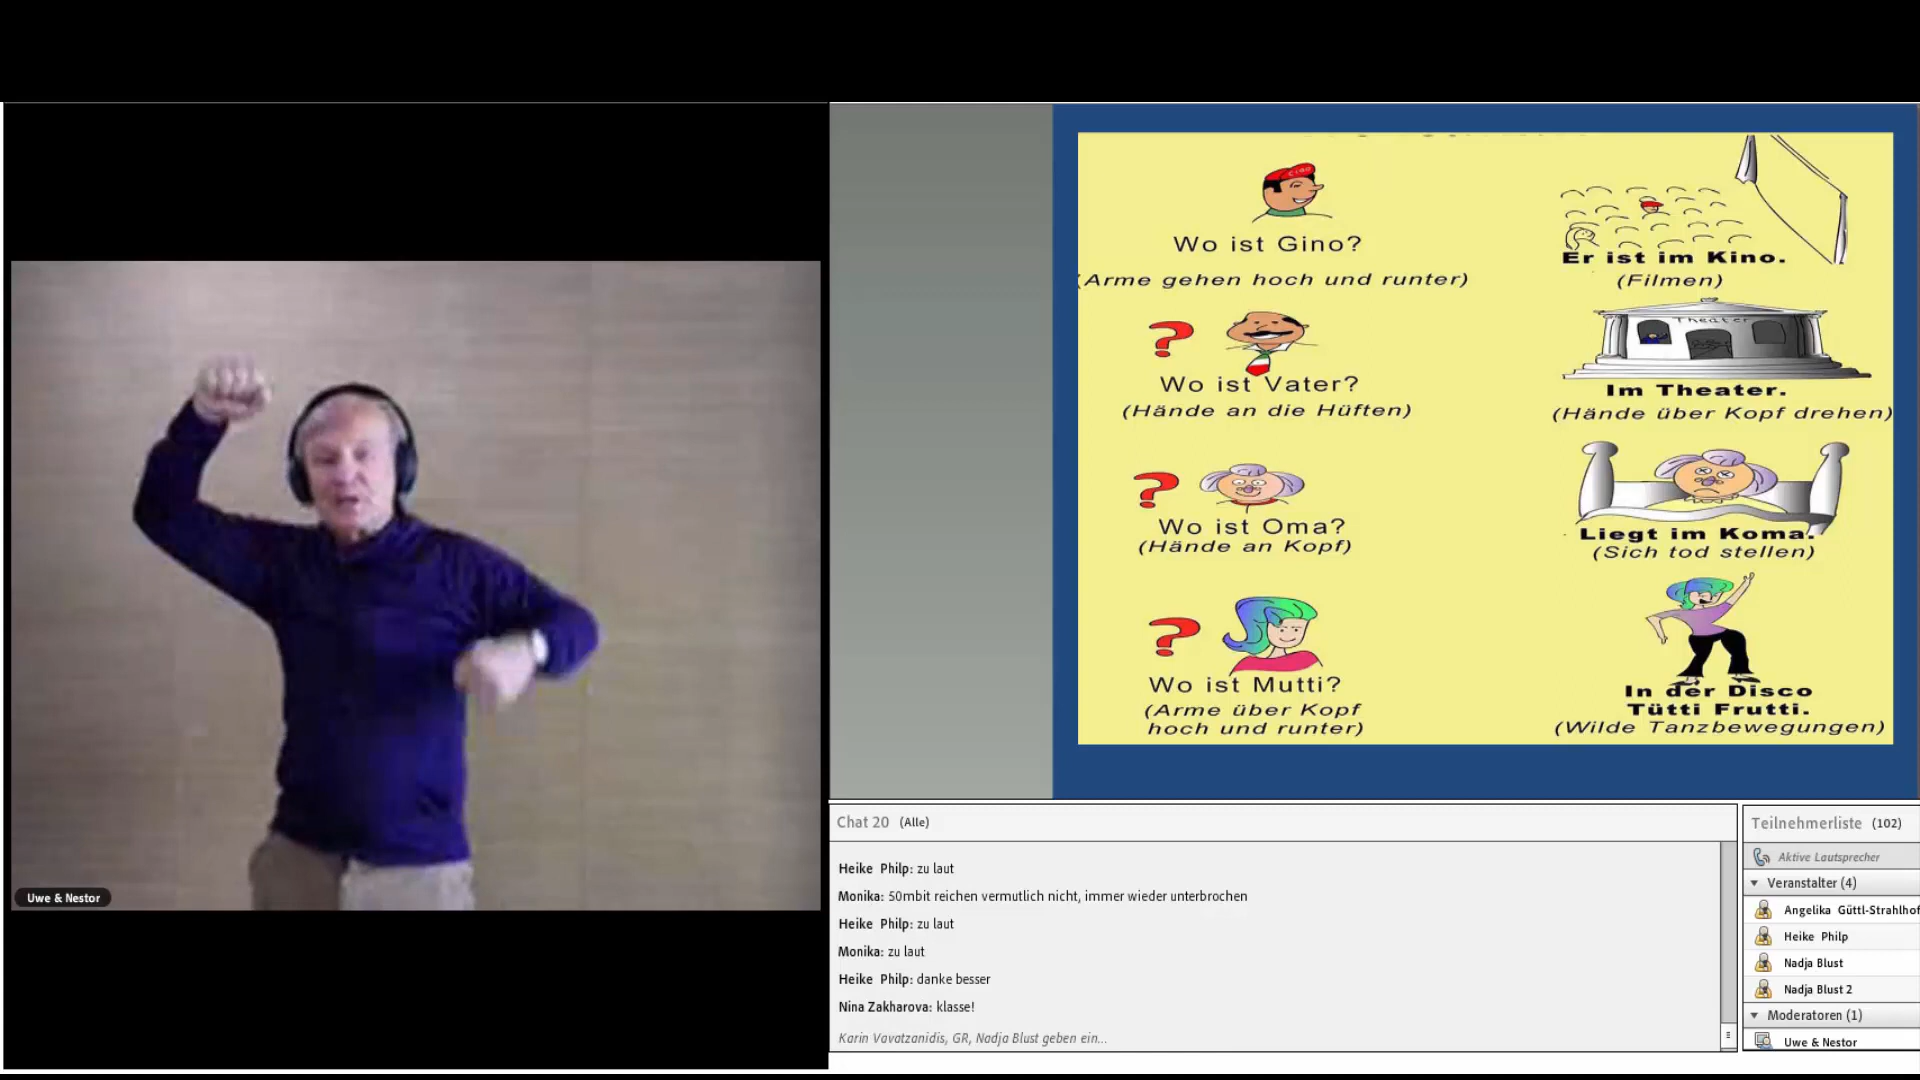 Uwe & Nestor
Ciao
Wo ist Gino?
(Arme gehen hoch und runter)
Er ist im Kino.
(Filmen)
?
Wo ist Vater?
(Hände an die Hüften)
Theater
Im Theater.
(Hände über Kopf drehen)
?
Wo ist Oma?
(Hände an Kopf)
Liegt im Koma.
(Sich tod stellen)
?
Wo ist Mutti?
(Arme über Kopf
hoch und runter)
In der Disco
Tütti Frutti.
(Wilde Tanzbewegungen)
Chat 20 (Alle)
Heike Philp: zu laut
Monika: 50mbit reichen vermutlich nicht, immer wieder unterbrochen
Heike Philp: zu laut
Monika: zu laut
Heike Philp: danke besser
Nina Zakharova: klasse!
Karin Vavatzanidis, GR, Nadja Blust geben ein...
Teilnehmerliste (102)
Aktive Lautsprecher
Veranstalter (4)
Angelika Güttl-Strahlhof
Heike Philp
Nadja Blust
Nadja Blust 2
Moderatoren (1)
Uwe & Nestor